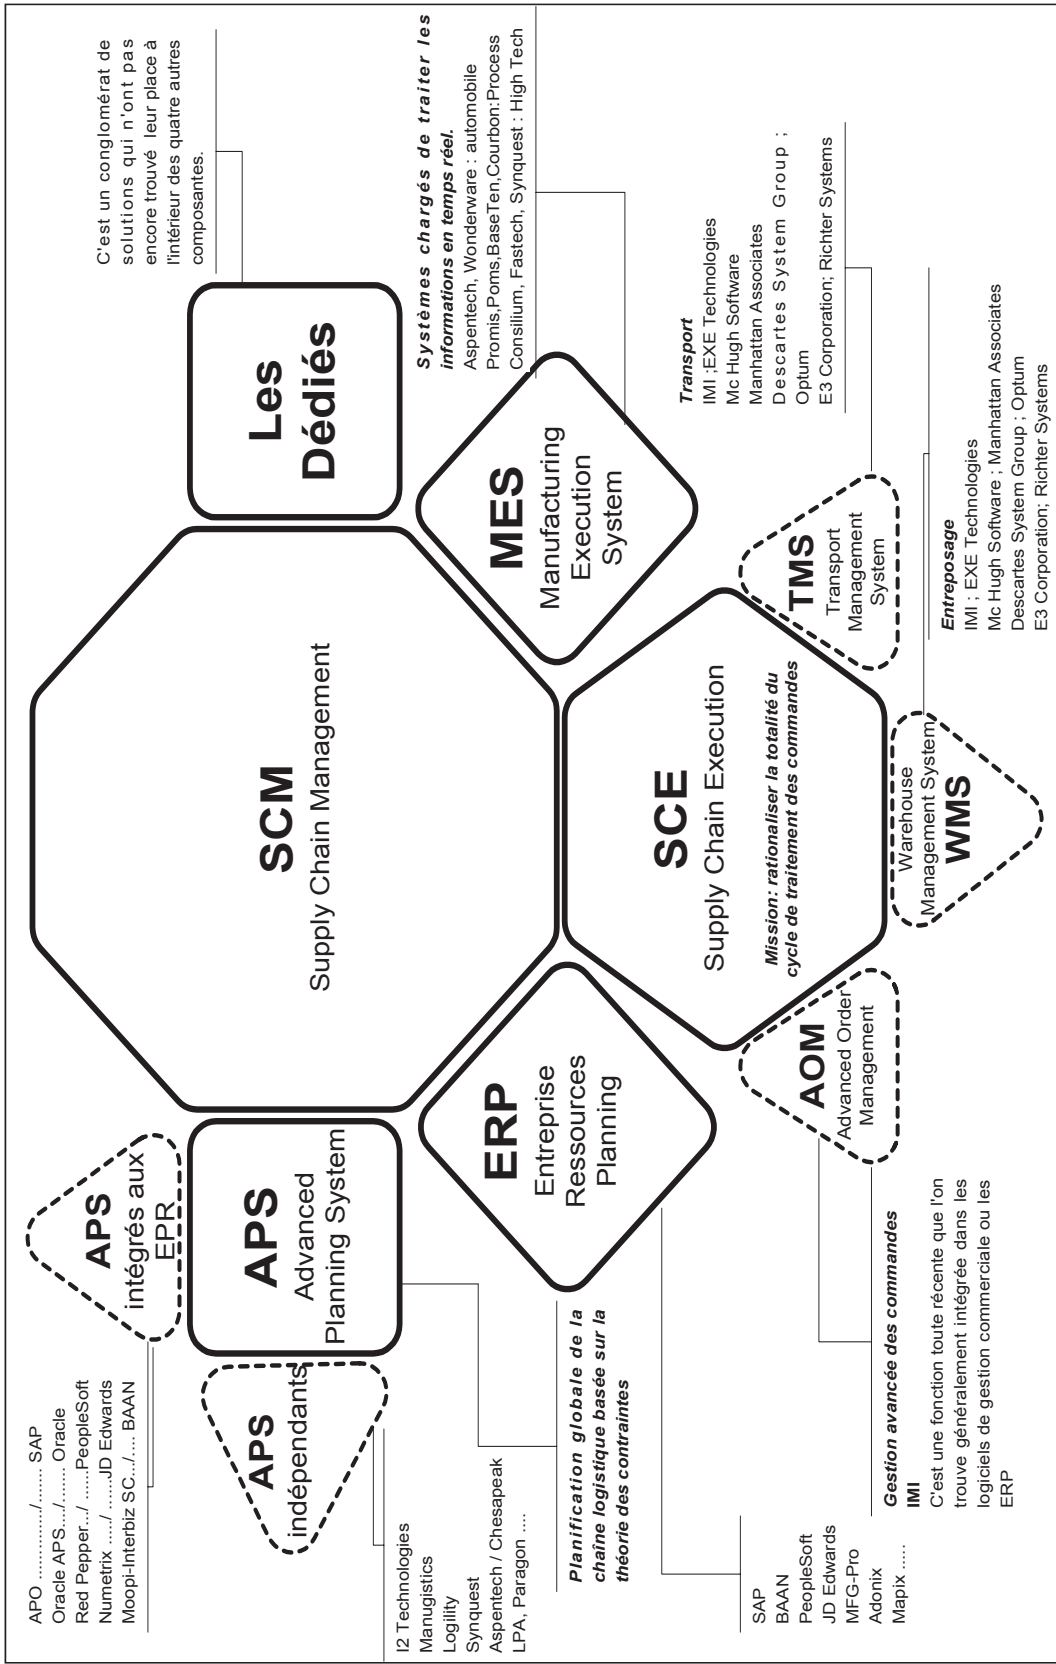 APO ............../....... SAP
Oracle APS..../....... Oracle
Red Pepper.../ ......PeopleSoft
Numetrix ..../ ......JD Edwards
Moopi-Interbiz SC.../.... BAAN
APS
intégrés aux
EPR
APS
indépendants
I2 Technologies
Manugistics
Logility
Synquest
Aspentech / Chesapeak
LPA, Paragon ....
APS
Advanced
Planning System
Planification globale de la
chaîne logistique basée sur la
théorie des contraintes
SCM
Supply Chain Management
Les
Dédiés
C'est un conglomérat de
solutions qui n'ont pas
encore trouvé leur place à
l'intérieur des quatre autres
composantes.
ERP
Entreprise
Ressources
Planning
SAP
BAAN
PeopleSoft
JD Edwards
MFG-Pro
Adonix
Mapix .....
MES
Manufacturing
Execution
System
Systèmes chargés de traiter les
informations en temps réel.
Aspentech, Wonderware : automobile
Promis,Poms,BaseTen,Courbon:Process
Consilium, Fastech, Synquest : High Tech
SCE
Supply Chain Execution
Mission: rationaliser la totalité du
cycle de traitement des commandes
AOM
Advanced Order
Management
Gestion avancée des commandes
IMI
C'est une fonction toute récente que l'on
trouve généralement intégrée dans les
logiciels de gestion commerciale ou les
ERP
TMS
Transport
Management
System
Transport
IMI ;EXE Technologies
Mc Hugh Software
Manhattan Associates
Descartes System Group ;
Optum
E3 Corporation; Richter Systems
Warehouse
Management System
WMS
Entreposage
IMI ; EXE Technologies
Mc Hugh Software ; Manhattan Associates
Descartes System Group ; Optum
E3 Corporation; Richter Systems